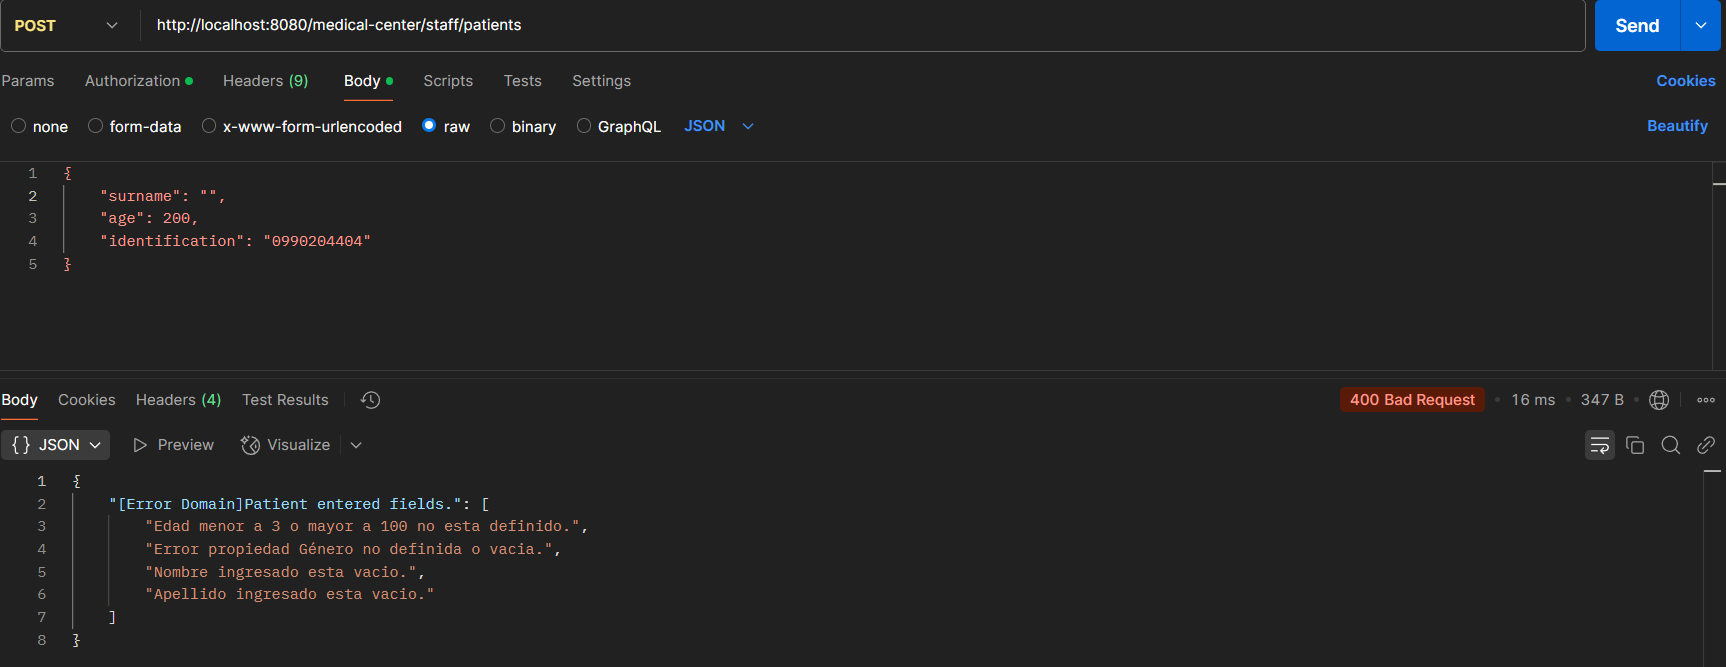 POST http://localhost:8080/medical-center/staff/patients Send
Params Authorization Headers (9) Body Scripts Tests Settings Cookies
none form-data x-www-form-urlencoded raw binary GraphQL JSON Beautify
1 {
2 "surname": "",
3 "age": 200,
4 "identification": "0990204404"
5 }
Body Cookies Headers (4) Test Results 400 Bad Request 16 ms 347 B
{} JSON Preview Visualize
1 {
2 "[Error Domain]Patient entered fields.": [
3 "Edad menor a 3 o mayor a 100 no esta definido.",
4 "Error propiedad Género no definida o vacia.",
5 "Nombre ingresado esta vacio.",
6 "Apellido ingresado esta vacio."
7 ]
8 }